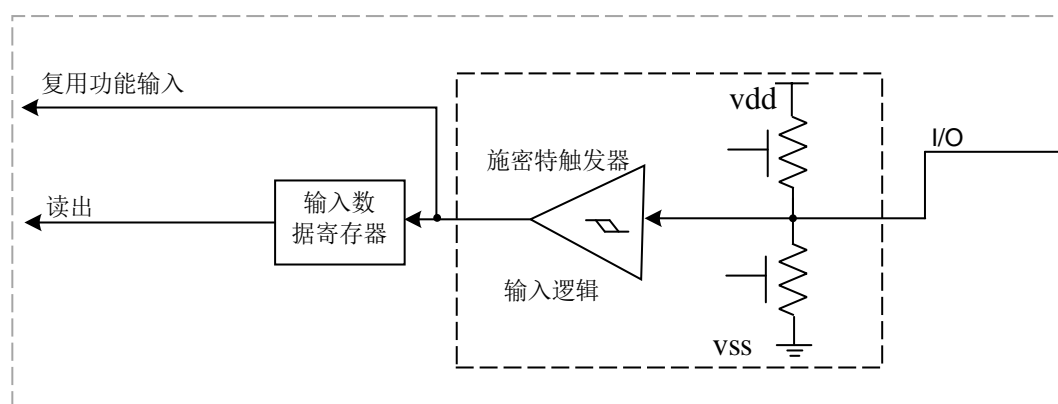 复用功能输入
vdd
I/O
施密特触发器
读出
输入数
据寄存器
输入逻辑
vss